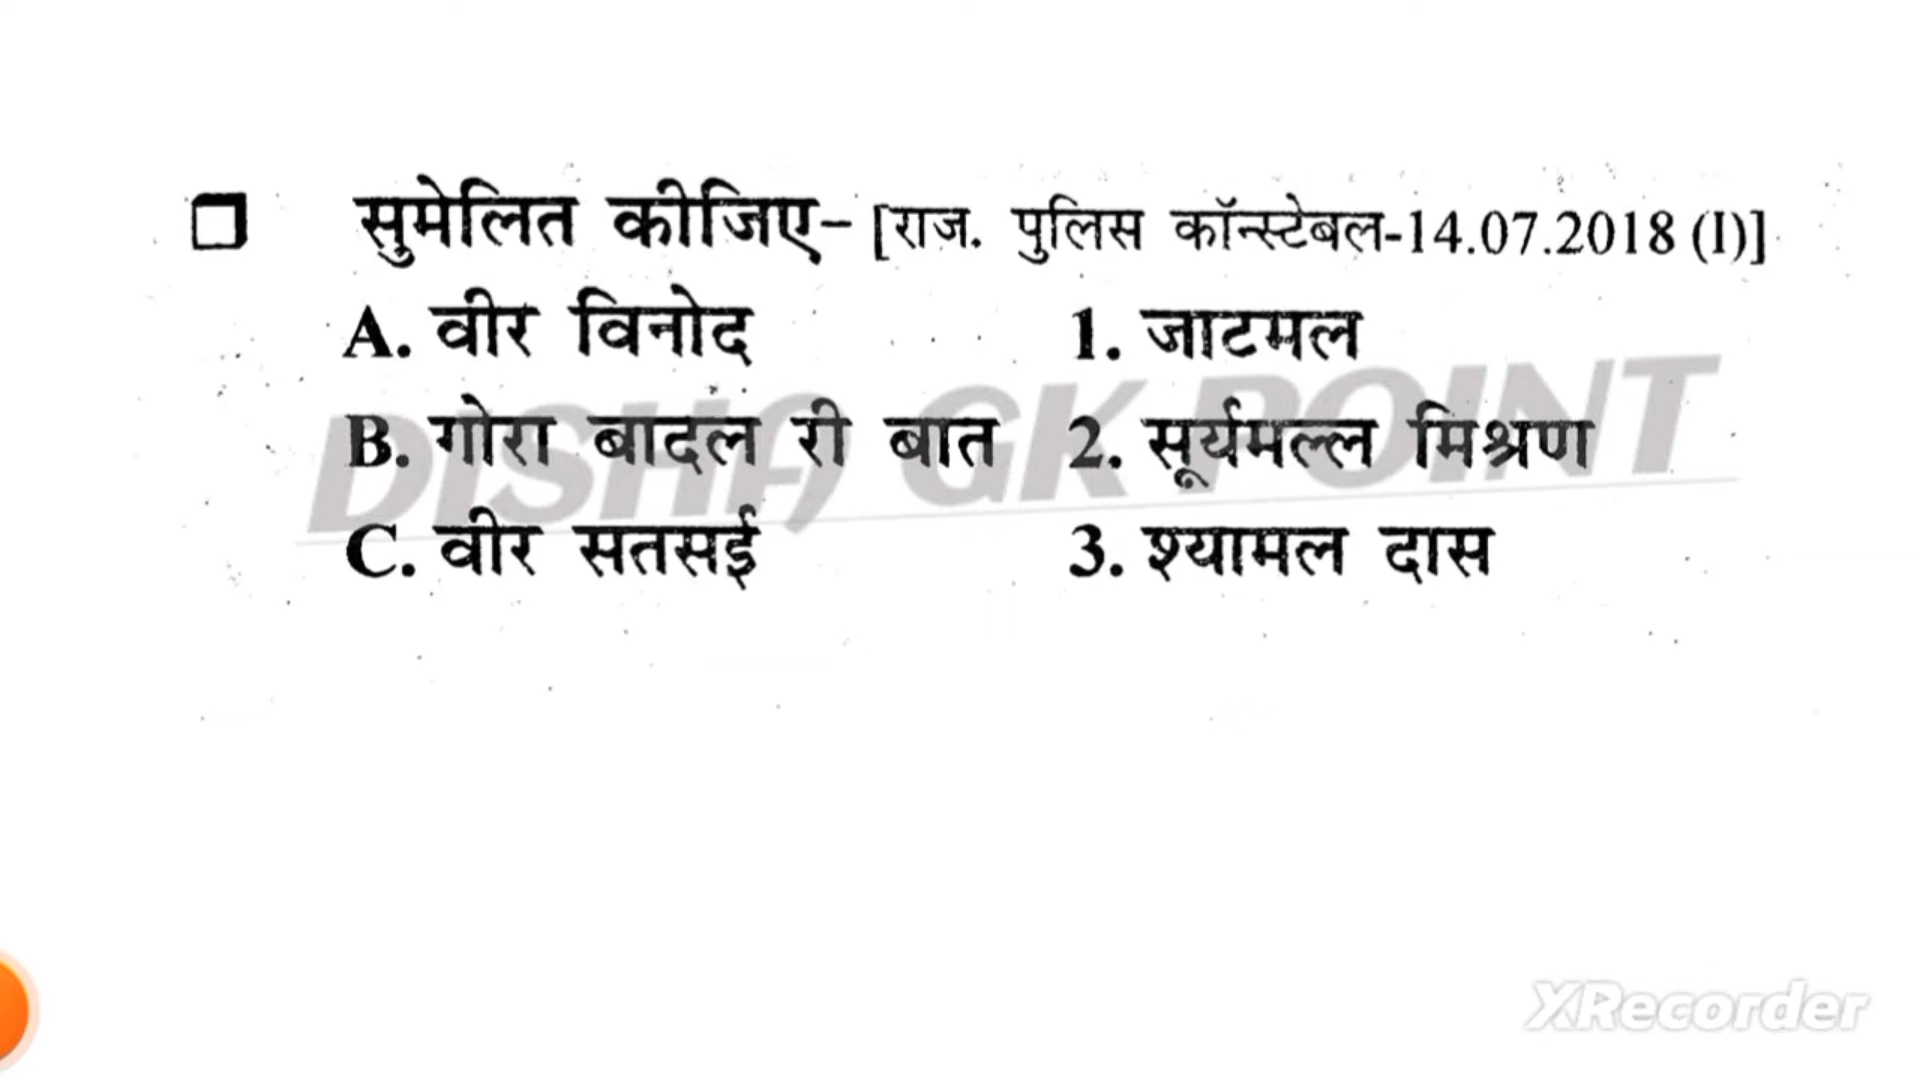 सुमेलित कीजिए- [राज. पुलिस कॉन्स्टेबल-14.07.2018 (I)]
A. वीर विनोद 1. जाटमल
B. गोरा बादल री बात 2. सूर्यमल्ल मिश्रण
C. वीर सतसई 3. श्यामल दास
DISHA GK POINT
XRecorder